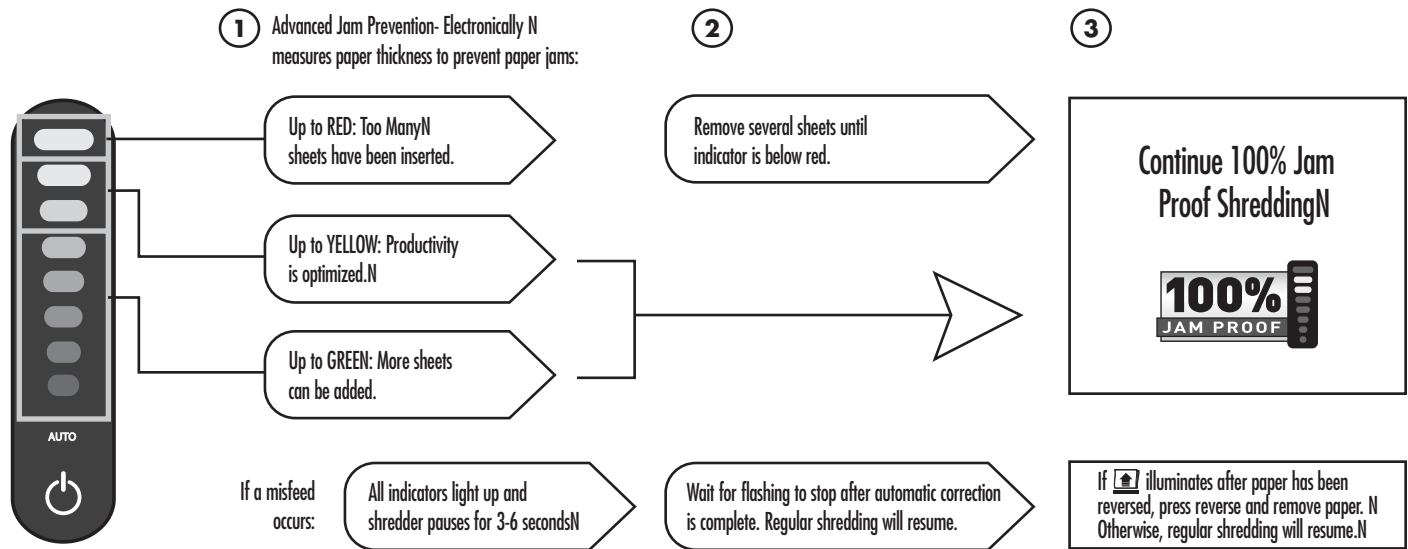 1 Advanced Jam Prevention- Electronically N
measures paper thickness to prevent paper jams:
2
3
Up to RED: Too ManyN
sheets have been inserted.
Remove several sheets until
indicator is below red.
Continue 100% Jam
Proof ShreddingN
Up to YELLOW: Productivity
is optimized.N
100%
JAM PROOF
Up to GREEN: More sheets
can be added.
AUTO
If a misfeed
occurs:
All indicators light up and
shredder pauses for 3-6 secondsN
Wait for flashing to stop after automatic correction
is complete. Regular shredding will resume.
If illuminates after paper has been
reversed, press reverse and remove paper. N
Otherwise, regular shredding will resume.N